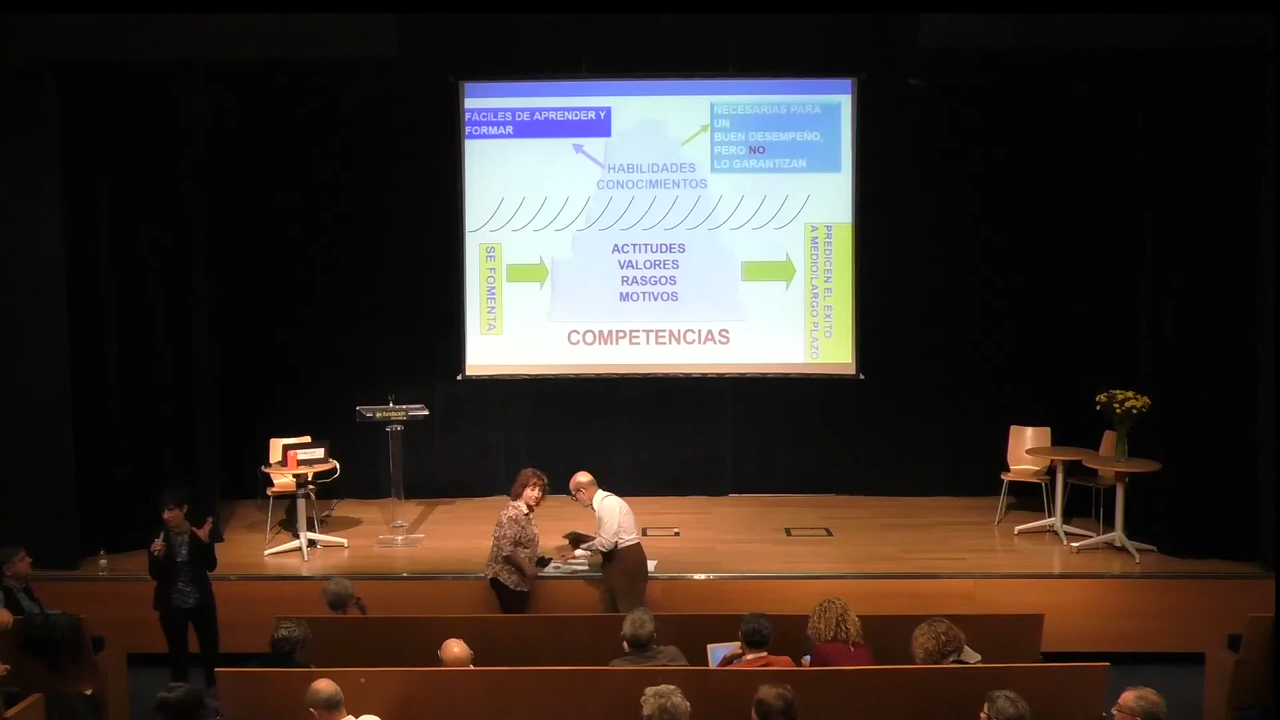 FÁCILES DE APRENDER Y
FORMAR
NECESARIAS PARA
UN
BUEN DESEMPEÑO,
PERO NO
LO GARANTIZAN
HABILIDADES
CONOCIMIENTOS
SE FOMENTA
ACTITUDES
VALORES
RASGOS
MOTIVOS
PREDICEN EL ÉXITO
A MEDIO/LARGO PLAZO
COMPETENCIAS
fundación